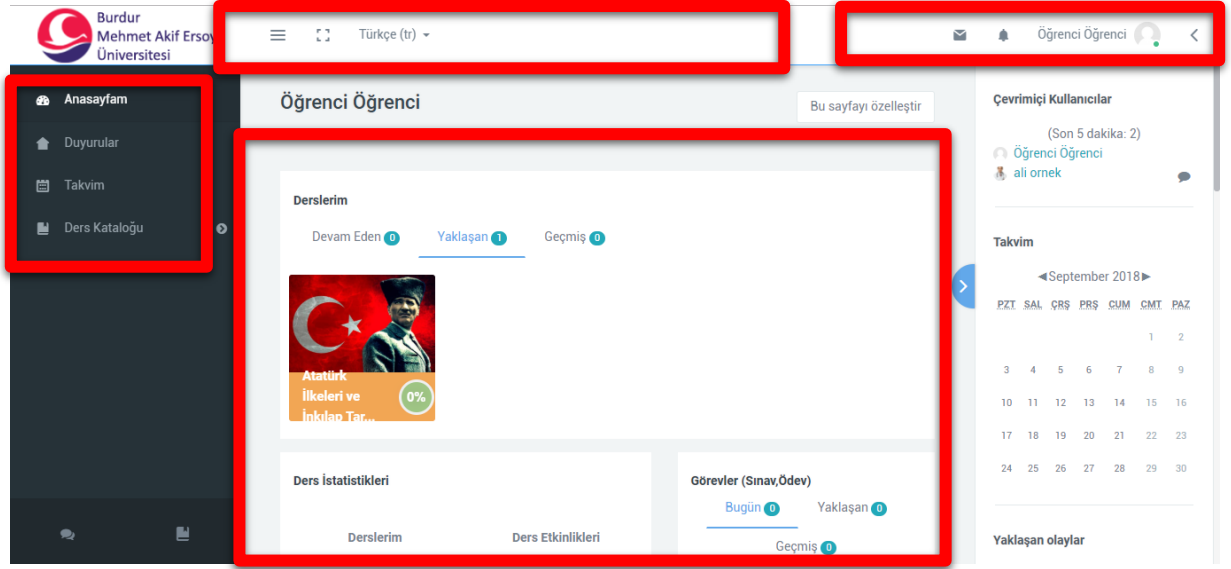 Burdur
Mehmet Akif Ersoy
Üniversitesi
Türkçe (tr)
Öğrenci Öğrenci
Anasayfam
Duyurular
Takvim
Ders Kataloğu
Öğrenci Öğrenci
Bu sayfayı özelleştir
Derslerim
Devam Eden 0 Yaklaşan 1 Geçmiş 0
Atatürk
İlkeleri ve
İnkılap Tar...
0%
Ders İstatistikleri
Derslerim Ders Etkinlikleri
Görevler (Sınav,Ödev)
Bugün 0 Yaklaşan 0
Geçmiş 0
Çevrimiçi Kullanıcılar
(Son 5 dakika: 2)
Öğrenci Öğrenci
ali ornek
Takvim
◄September 2018►
PZT SAL ÇRŞ PRŞ CUM CMT PAZ
1 2
3 4 5 6 7 8 9
10 11 12 13 14 15 16
17 18 19 20 21 22 23
24 25 26 27 28 29 30
Yaklaşan olaylar